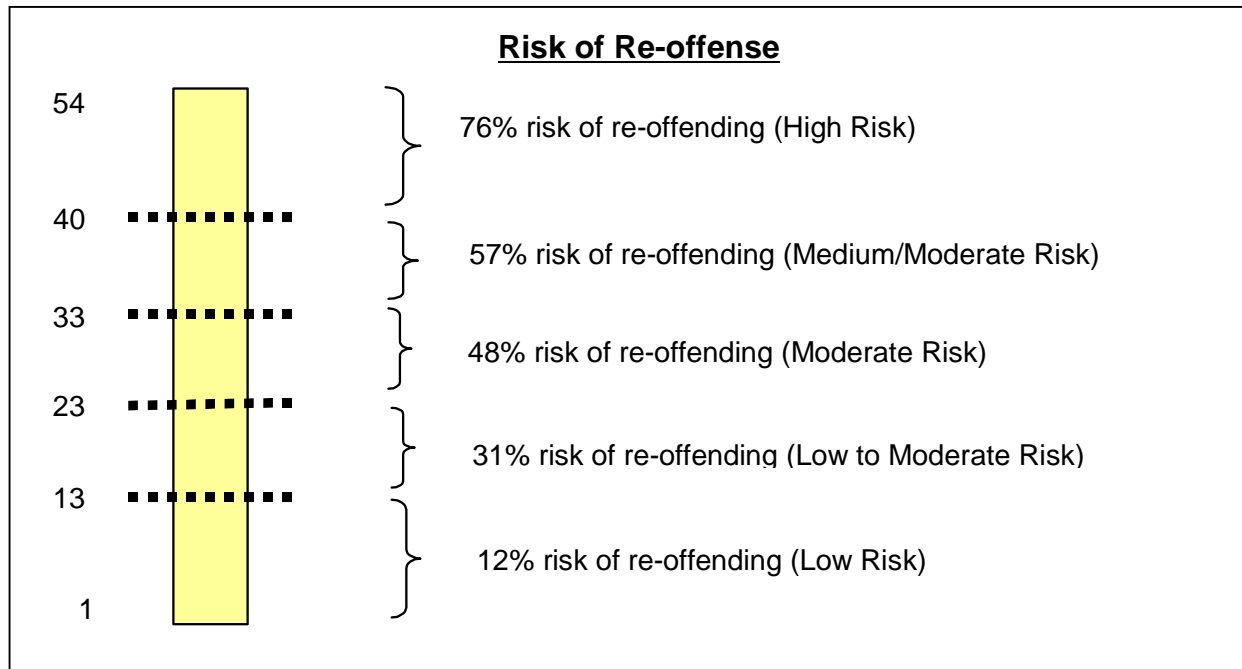 Risk of Re-offense
54
76% risk of re-offending (High Risk)
40
57% risk of re-offending (Medium/Moderate Risk)
33
48% risk of re-offending (Moderate Risk)
23
31% risk of re-offending (Low to Moderate Risk)
13
12% risk of re-offending (Low Risk)
1